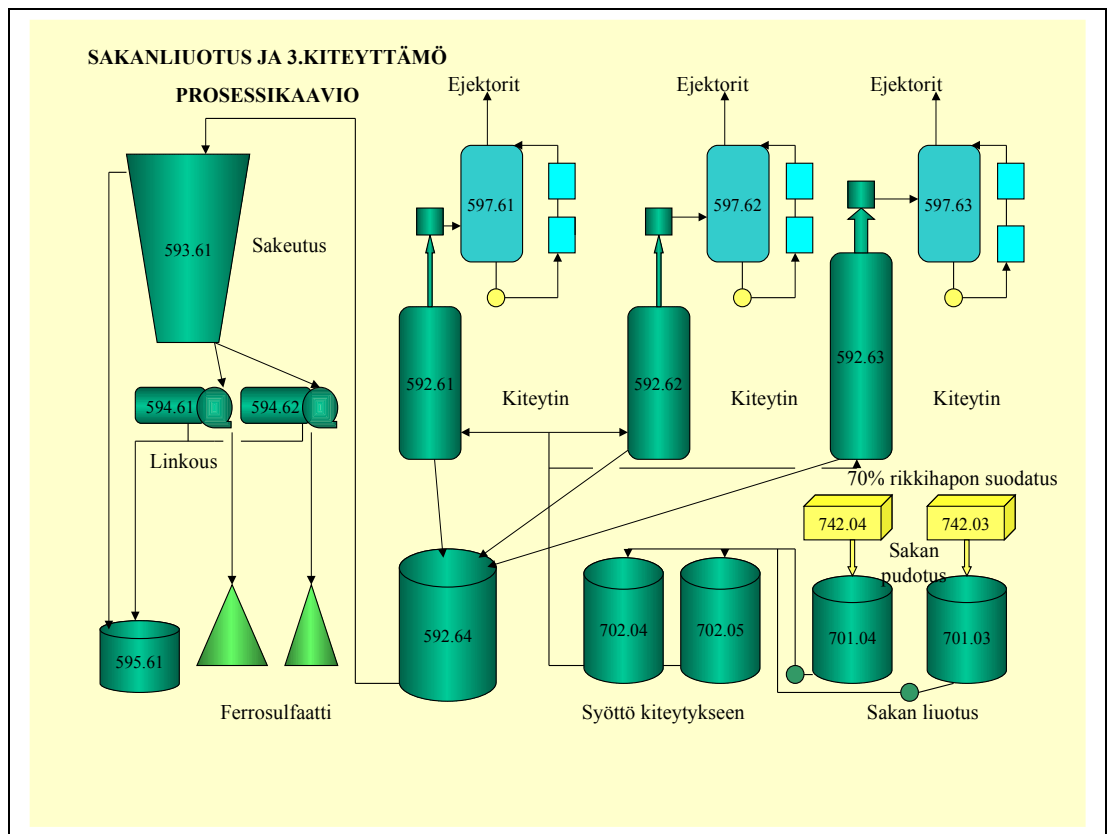 SAKANLIUOTUS JA 3.KITEYTTÄMÖ
PROSESSIKAAVIO
Ejektorit
Ejektorit
Ejektorit
597.61
597.62
597.63
593.61
Sakeutus
592.61
592.62
592.63
Kiteytin
Kiteytin
Kiteytin
594.61
594.62
Linkous
70% rikkihapon suodatus
742.04
742.03
Sakan
pudotus
592.64
702.04
702.05
701.04
701.03
595.61
Ferrosulfaatti
Syöttö kiteytykseen
Sakan liuotus